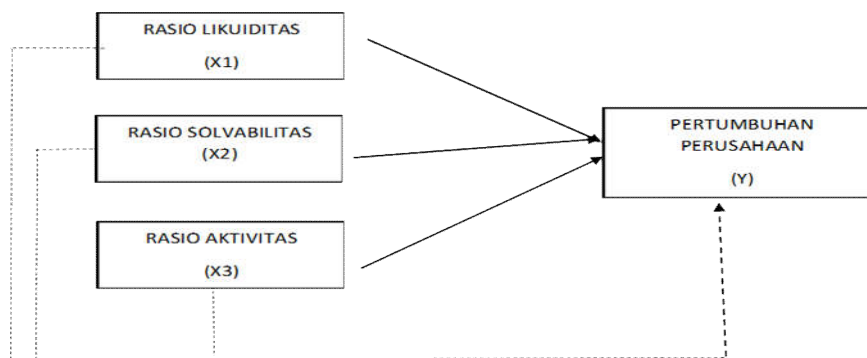 RASIO LIKUIDITAS
(X1)
RASIO SOLVABILITAS
(X2)
RASIO AKTIVITAS
(X3)
PERTUMBUHAN
PERUSAHAAN
(Y)